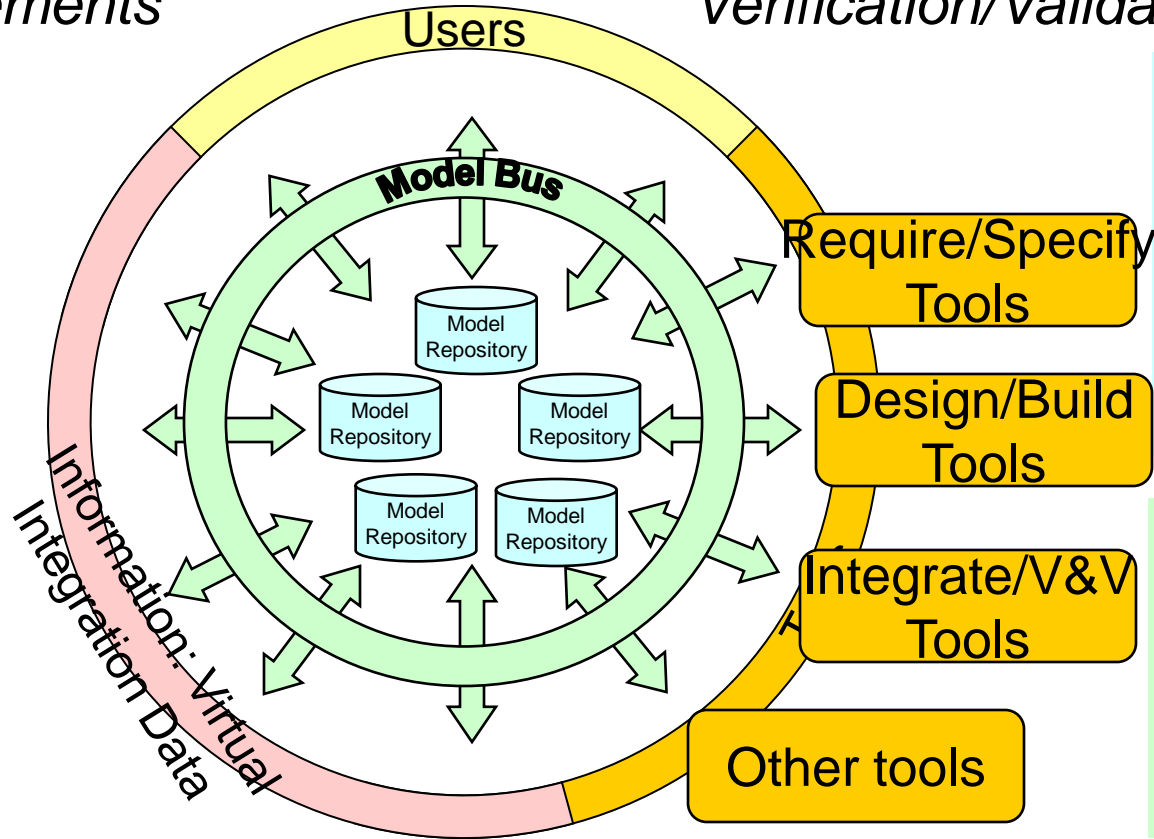 ements
Verification/Valida
Users
Model Bus
Require/Specify
Tools
Model
Repository
Model
Repository
Model
Repository
Design/Build
Tools
Model
Repository
Model
Repository
Integrate/V&V
Tools
Information: Virtual
Integration Data
Other tools